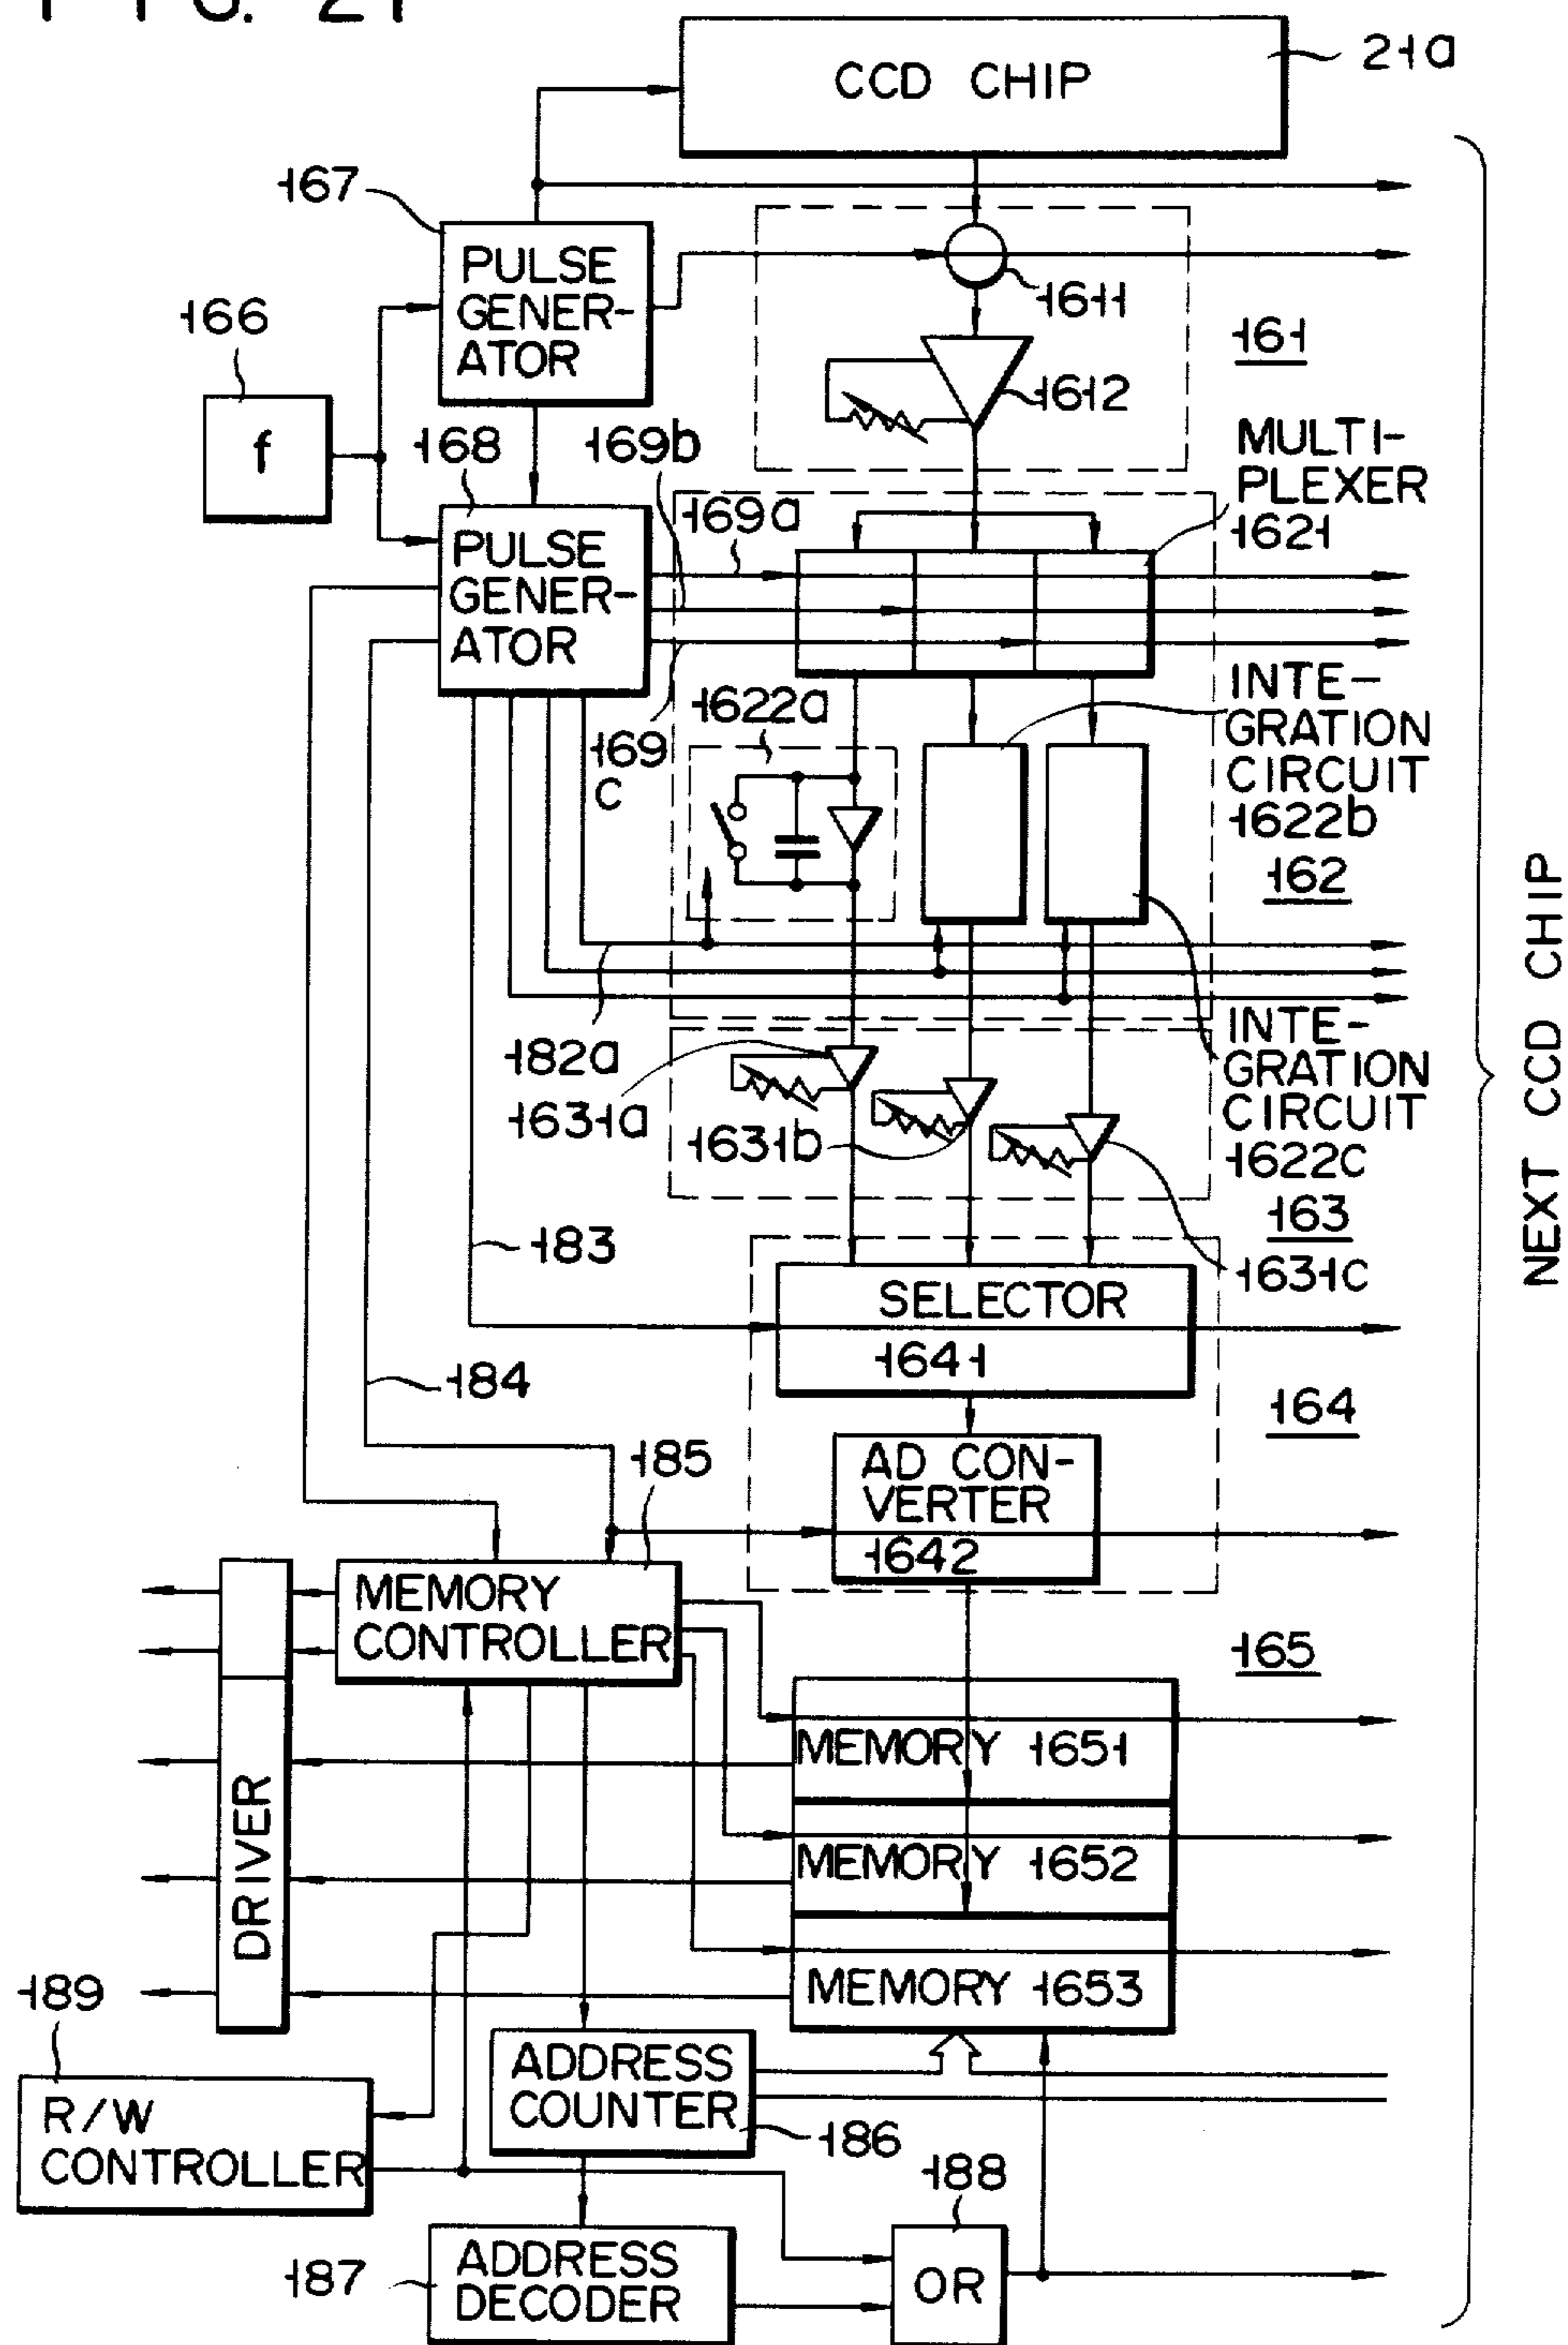 FIG. 21
CCD CHIP
21a
167
PULSE
GENER-
ATOR
1611
161
166
f
1612
168
169b
MULTI-
PLEXER
1621
169a
PULSE
GENER-
ATOR
1622a
169
c
INTE-
GRATION
CIRCUIT
1622b
162
182a
1631a
1631b
INTE-
GRATION
CIRCUIT
1622c
163
1631c
183
SELECTOR
1641
184
164
185
AD CON-
VERTER
1642
MEMORY
CONTROLLER
165
MEMORY 1651
MEMORY 1652
MEMORY 1653
DRIVER
189
R/W
CONTROLLER
ADDRESS
COUNTER
186
188
187
ADDRESS
DECODER
OR
NEXT CCD CHIP